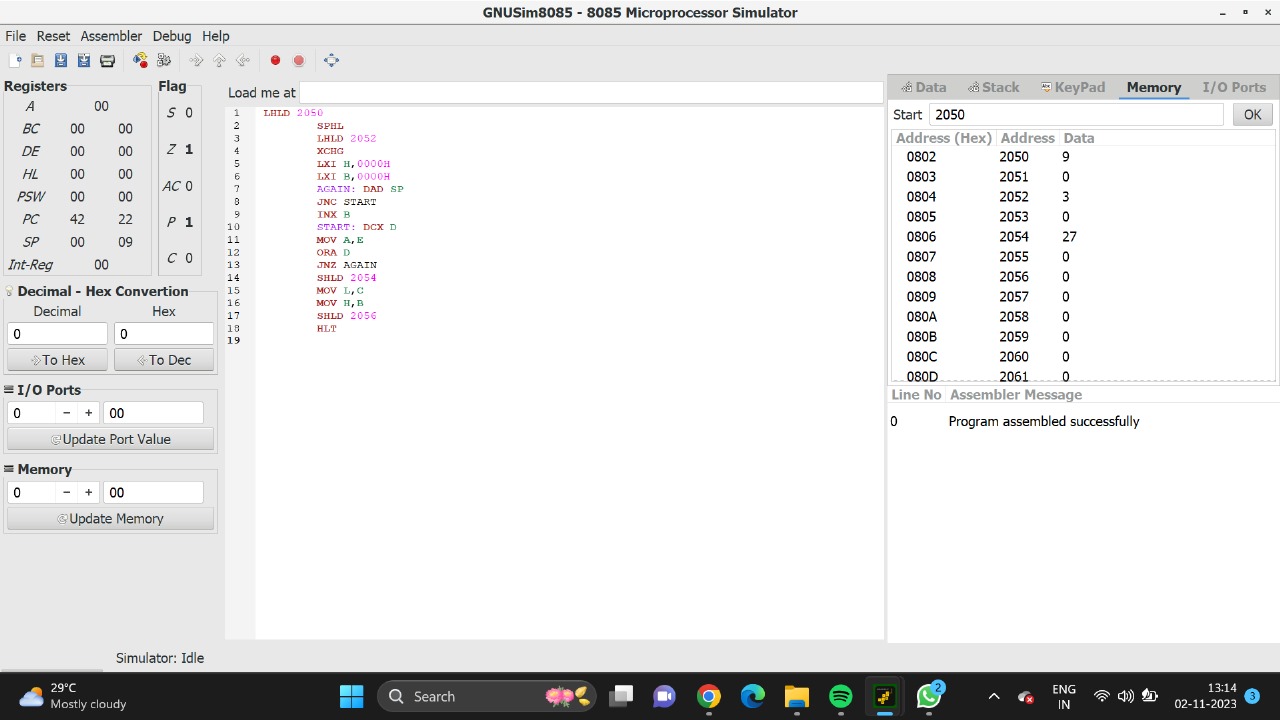 GNUSim8085 - 8085 Microprocessor Simulator
File Reset Assembler Debug Help
Registers
A 00
BC 00 00
DE 00 00
HL 00 00
PSW 00 00
PC 42 22
SP 00 09
Int-Reg 00
Flag
S 0
Z 1
AC 0
P 1
C 0
Decimal - Hex Convertion
Decimal Hex
0 0
To Hex To Dec
I/O Ports
0 - + 00
Update Port Value
Memory
0 - + 00
Update Memory
Load me at
1 LHLD 2050
2 SPHL
3 LHLD 2052
4 XCHG
5 LXI H,0000H
6 LXI B,0000H
7 AGAIN: DAD SP
8 JNC START
9 INX B
10 START: DCX D
11 MOV A,E
12 ORA D
13 JNZ AGAIN
14 SHLD 2054
15 MOV L,C
16 MOV H,B
17 SHLD 2056
18 HLT
19
Data Stack KeyPad Memory I/O Ports
Start 2050 OK
Address (Hex) Address Data
0802 2050 9
0803 2051 0
0804 2052 3
0805 2053 0
0806 2054 27
0807 2055 0
0808 2056 0
0809 2057 0
080A 2058 0
080B 2059 0
080C 2060 0
080D 2061 0
Line No Assembler Message
0 Program assembled successfully
Simulator: Idle
29°C
Mostly cloudy
Search
2
ENG
IN
13:14
02-11-2023
3